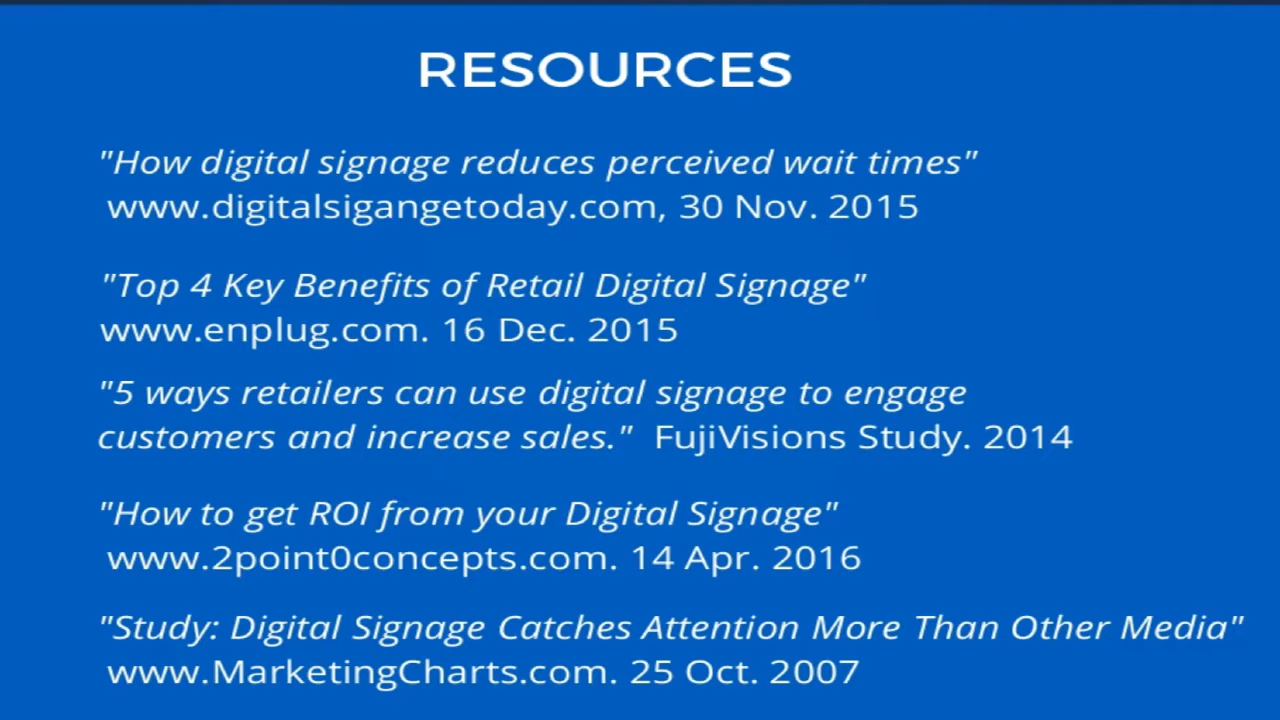 RESOURCES
"How digital signage reduces perceived wait times"
www.digitalsigangetoday.com, 30 Nov. 2015
"Top 4 Key Benefits of Retail Digital Signage"
www.enplug.com. 16 Dec. 2015
"5 ways retailers can use digital signage to engage
customers and increase sales." FujiVisions Study. 2014
"How to get ROI from your Digital Signage"
www.2point0concepts.com. 14 Apr. 2016
"Study: Digital Signage Catches Attention More Than Other Media"
www.MarketingCharts.com. 25 Oct. 2007